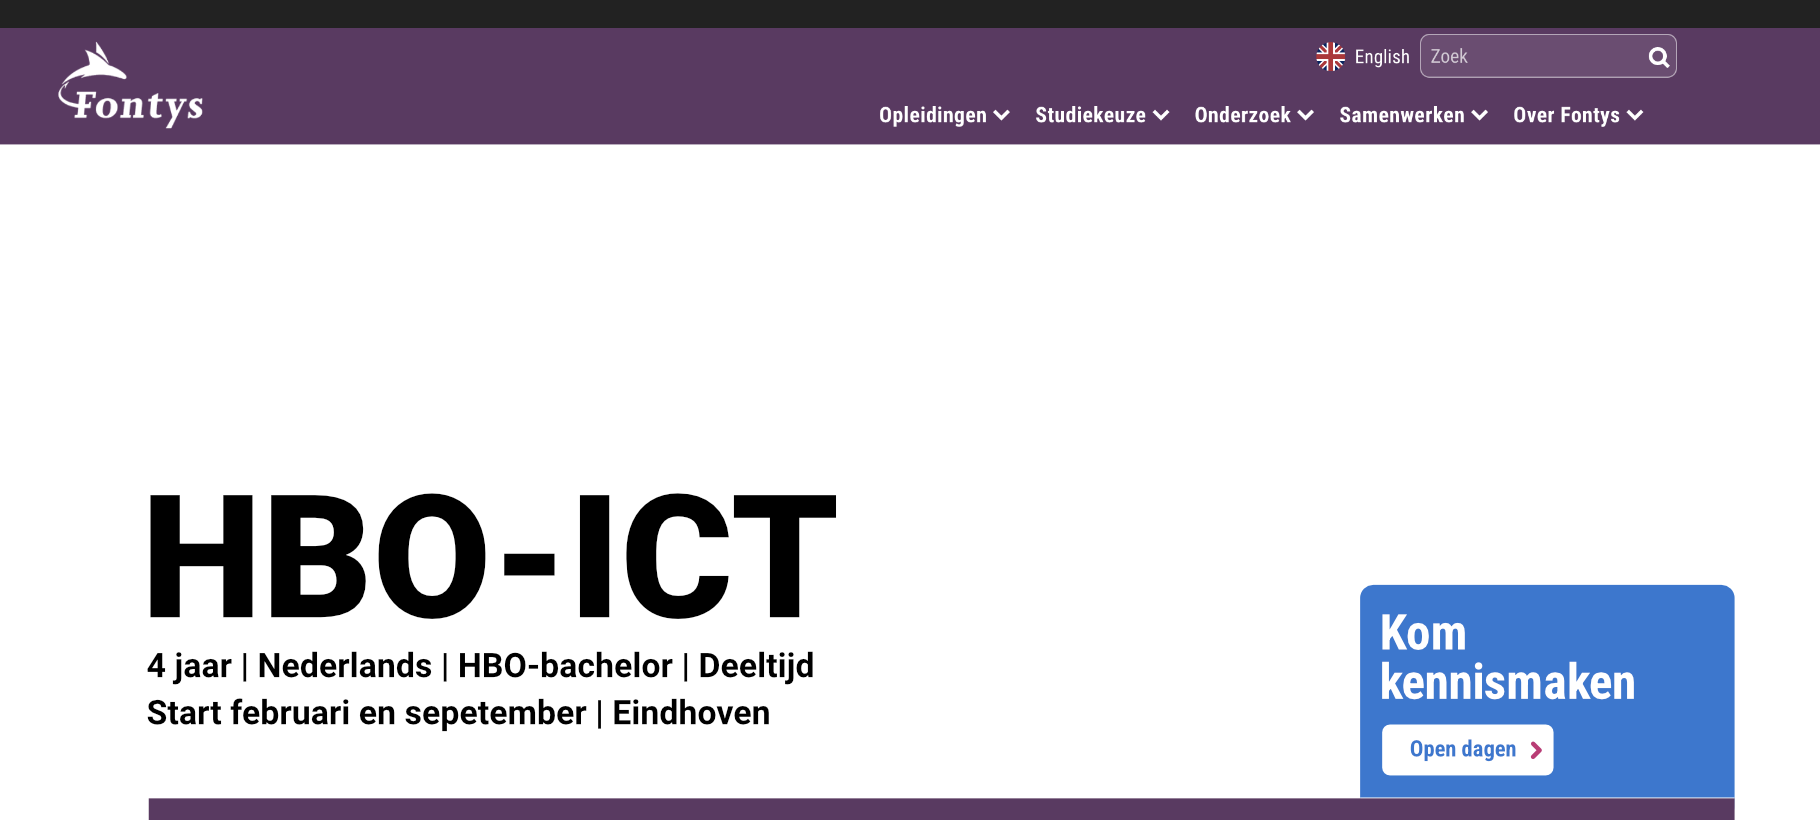 Fontys
English
Zoek
Opleidingen
Studiekeuze
Onderzoek
Samenwerken
Over Fontys
HBO-ICT
4 jaar | Nederlands | HBO-bachelor | Deeltijd
Start februari en sepetember | Eindhoven
Kom
kennismaken
Open dagen